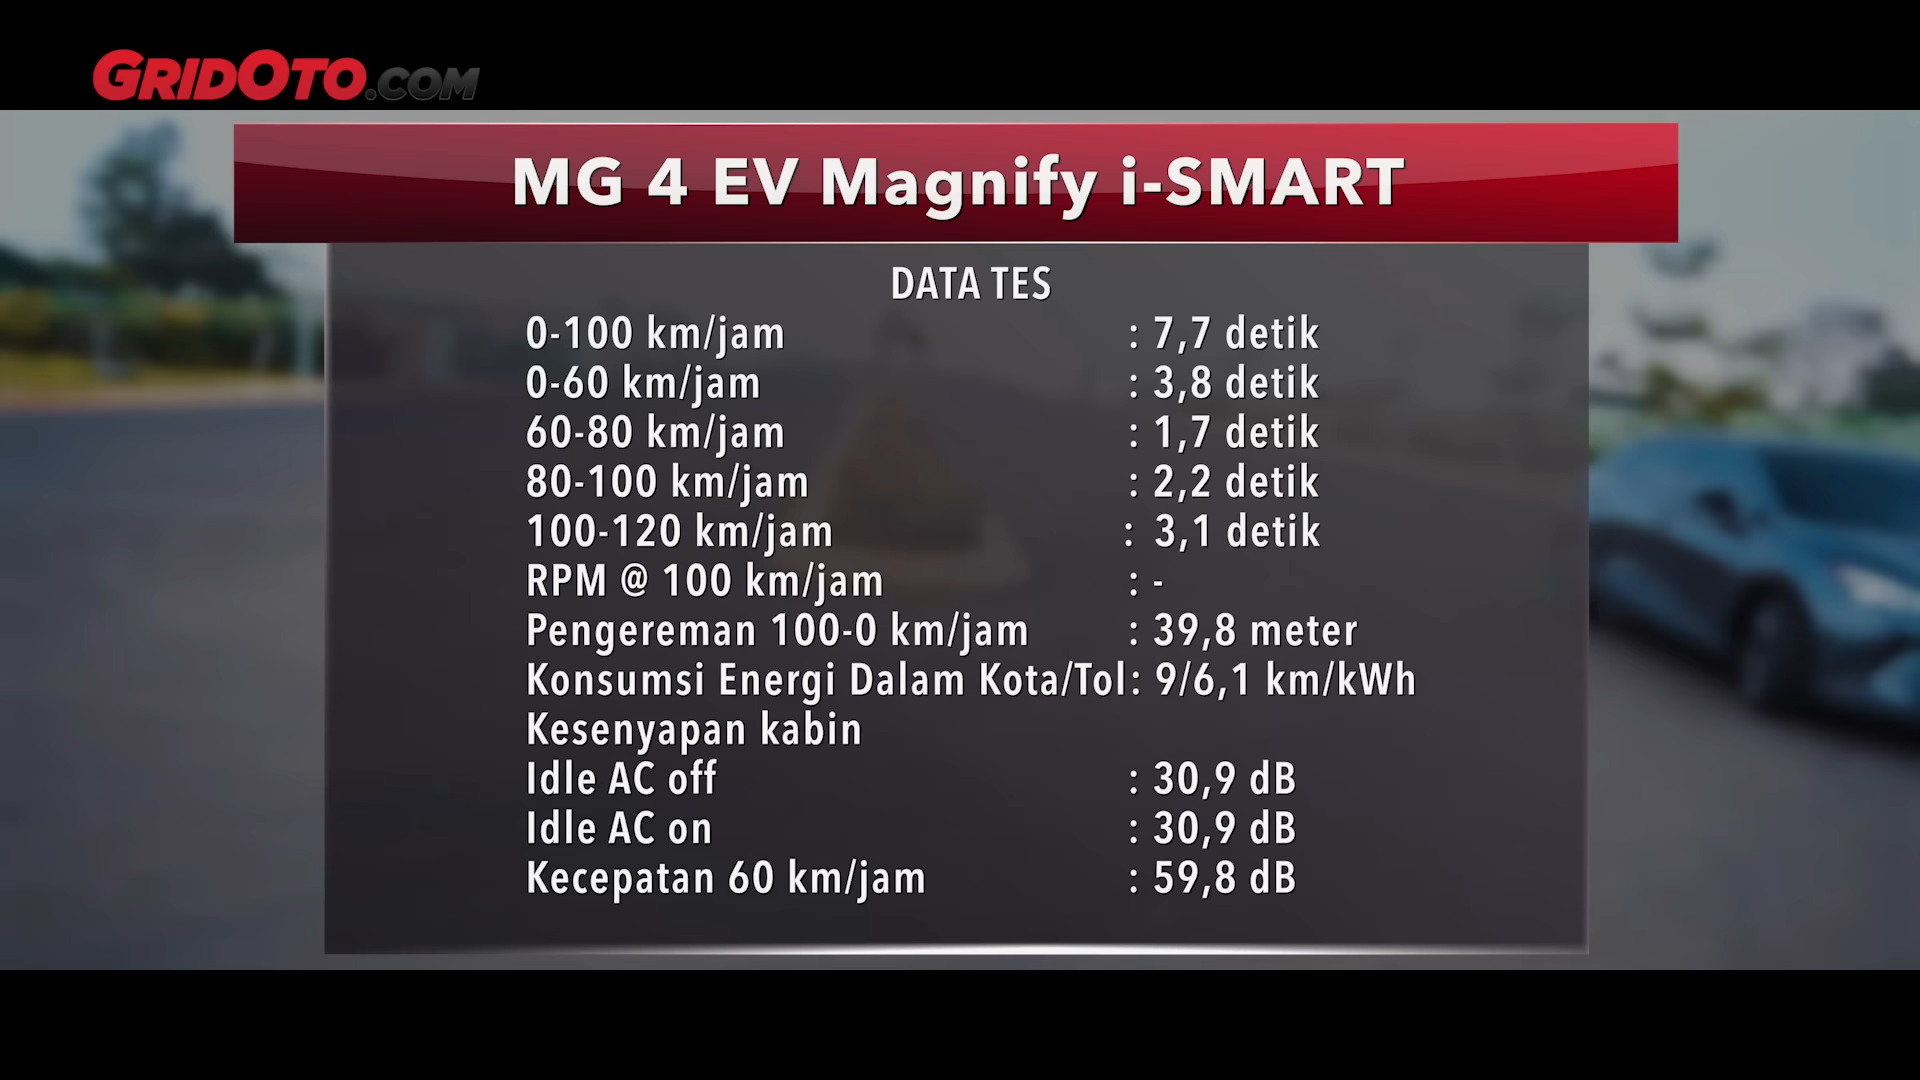 GRIDOTO.COM
MG 4 EV Magnify i-SMART
DATA TES
0-100 km/jam : 7,7 detik
0-60 km/jam : 3,8 detik
60-80 km/jam : 1,7 detik
80-100 km/jam : 2,2 detik
100-120 km/jam : 3,1 detik
RPM @ 100 km/jam : -
Pengereman 100-0 km/jam : 39,8 meter
Konsumsi Energi Dalam Kota/Tol: 9/6,1 km/kWh
Kesenyapan kabin
Idle AC off : 30,9 dB
Idle AC on : 30,9 dB
Kecepatan 60 km/jam : 59,8 dB